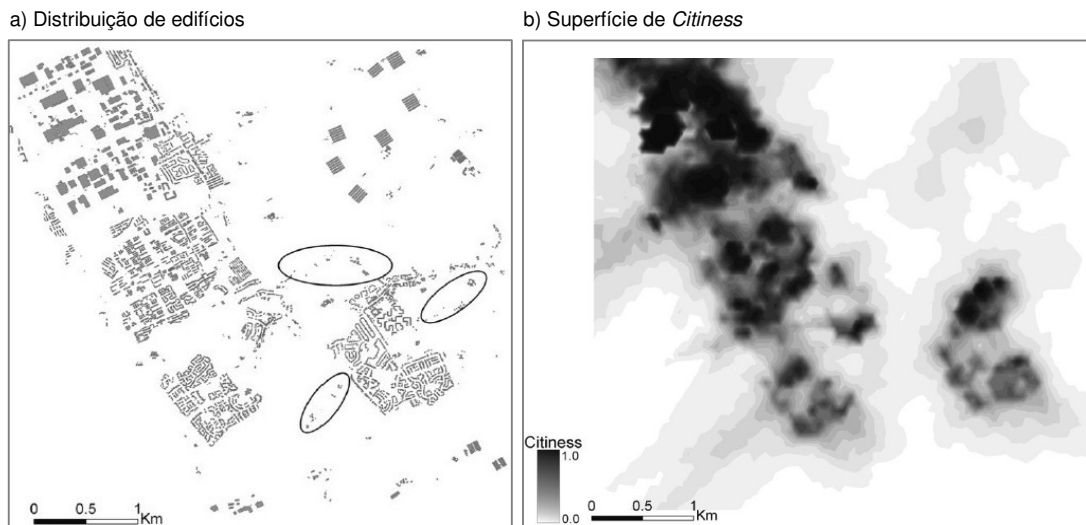 a) Distribuição de edifícios
b) Superfície de Citiness
0 0.5 1
Km
Citiness
1.0
0.0
0 0.5 1
Km